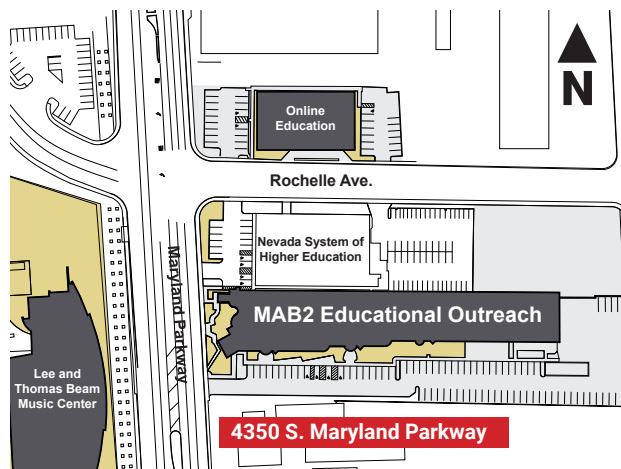 N
Online
Education
Rochelle Ave.
Nevada System of
Higher Education
Maryland Parkway
MAB2 Educational Outreach
Lee and
Thomas Beam
Music Center
4350 S. Maryland Parkway